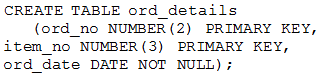 CREATE TABLE ord_details
(ord_no NUMBER(2) PRIMARY KEY,
item_no NUMBER(3) PRIMARY KEY,
ord_date DATE NOT NULL);